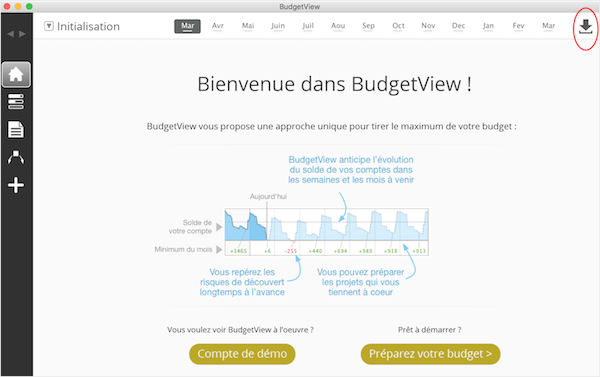 BudgetView
Initialisation
Mar Avr Mai Juin Juil Aou Sep Oct Nov Dec Jan Fev Mar
Bienvenue dans BudgetView !
BudgetView vous propose une approche unique pour tirer le maximum de votre budget :
BudgetView anticipe l'évolution
du solde de vos comptes dans
les semaines et les mois à venir
Aujourd'hui
Solde de
votre compte
Minimum du mois
+1465 +6 -255 +440 +684 +589 +918 +813
Vous repérez les
risques de découvert
longtemps à l'avance
Vous pouvez préparer
les projets qui vous
tiennent à coeur
Vous voulez voir BudgetView à l'oeuvre ?
Compte de démo
Prêt à démarrer ?
Préparez votre budget >